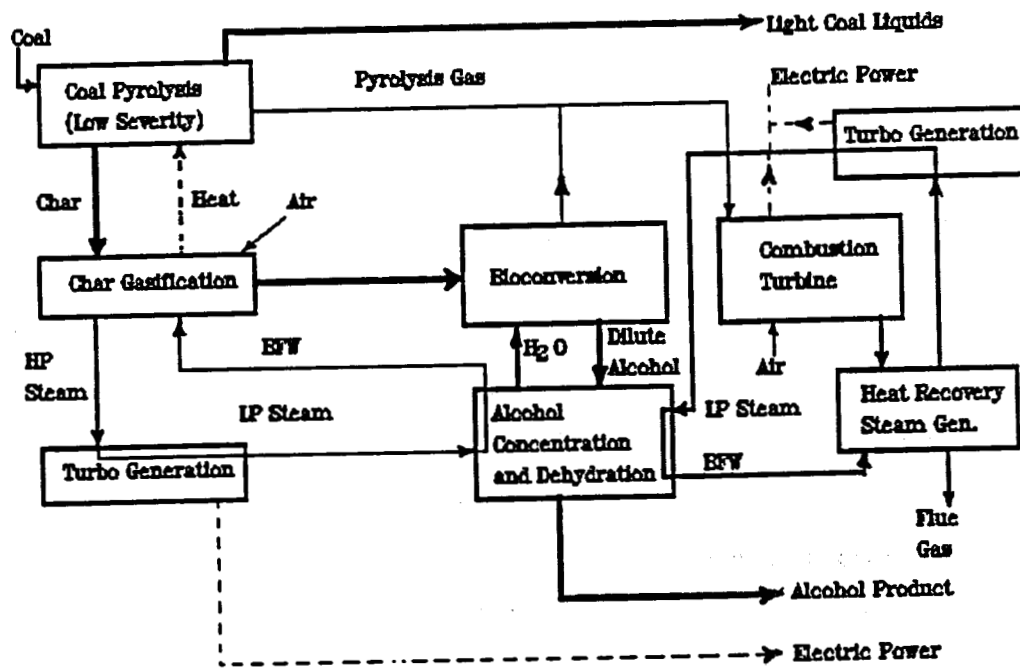 Light Coal Liquids
Coal
Coal Pyrolysis
(Low Severity)
Pyrolysis Gas
Electric Power
Turbo Generation
Char
Heat
Air
Char Gasification
Bioconversion
Combustion
Turbine
HP
Steam
BFW
H2O
Dilute
Alcohol
Air
LP Steam
Alcohol
Concentration
and Dehydration
LP Steam
BFW
Heat Recovery
Steam Gen.
Turbo Generation
Flue
Gas
Alcohol Product
Electric Power